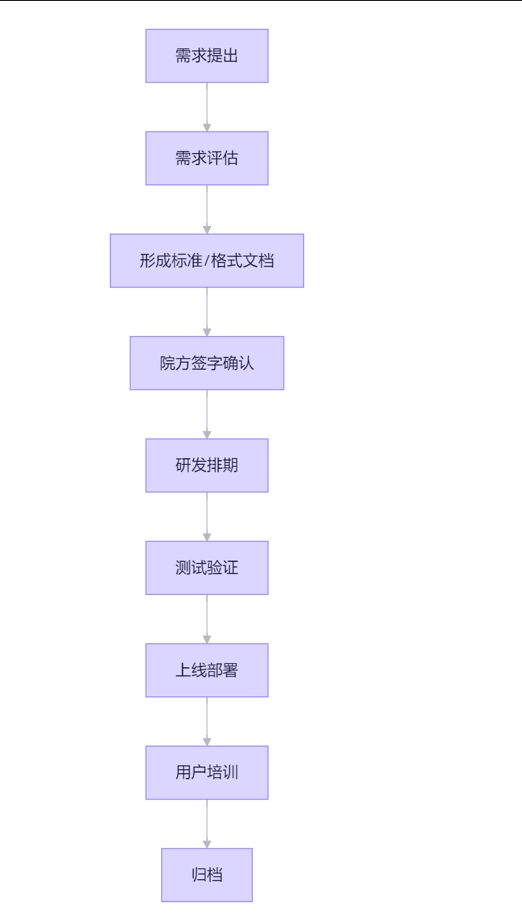 需求提出
需求评估
形成标准/格式文档
院方签字确认
研发排期
测试验证
上线部署
用户培训
归档